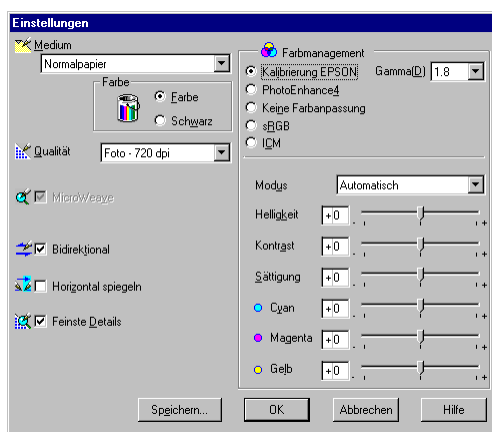 Einstellungen
Medium
Normalpapier
Farbe
Farbe
Schwarz
Qualität
Foto - 720 dpi
MicroWeave
Bidirektional
Horizontal spiegeln
Feinste Details
Farbmanagement
Kalibrierung EPSON
Gamma(D)
1.8
PhotoEnhance4
Keine Farbanpassung
sRGB
ICM
Modus
Automatisch
Helligkeit
+0
- +
Kontrast
+0
- +
Sättigung
+0
- +
Cyan
+0
- +
Magenta
+0
- +
Gelb
+0
- +
Speichern...
OK
Abbrechen
Hilfe